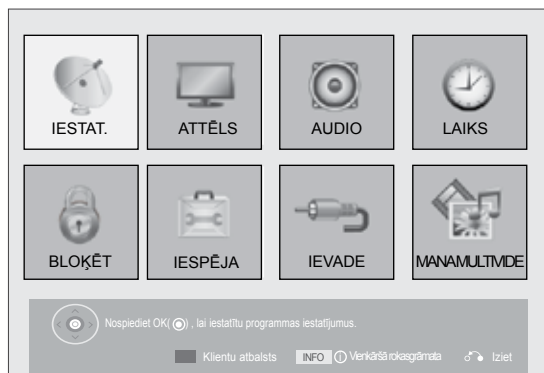 IESTAT. ATTĒLS AUDIO LAIKS
BLOĶĒT IESPĒJA IEVADE MANAMULTIVIDE
Nospiediet OK( ) , lai iestatītu programmas iestatījumus.
Klientu atbalsts INFO i Vienkāršā rokasgrāmata Iziet